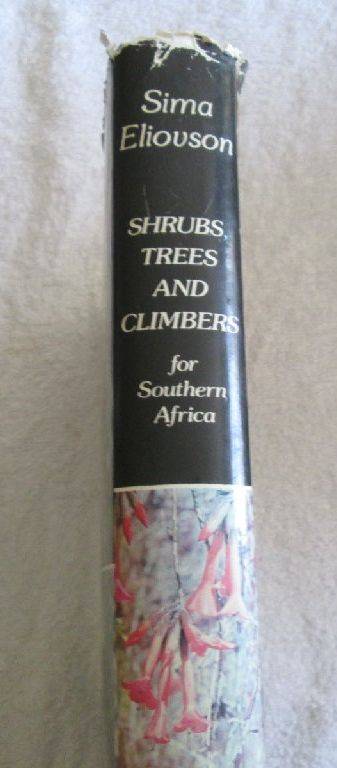 Sima
Eliovson
SHRUBS,
TREES
AND
CLIMBERS
for
Southern
Africa